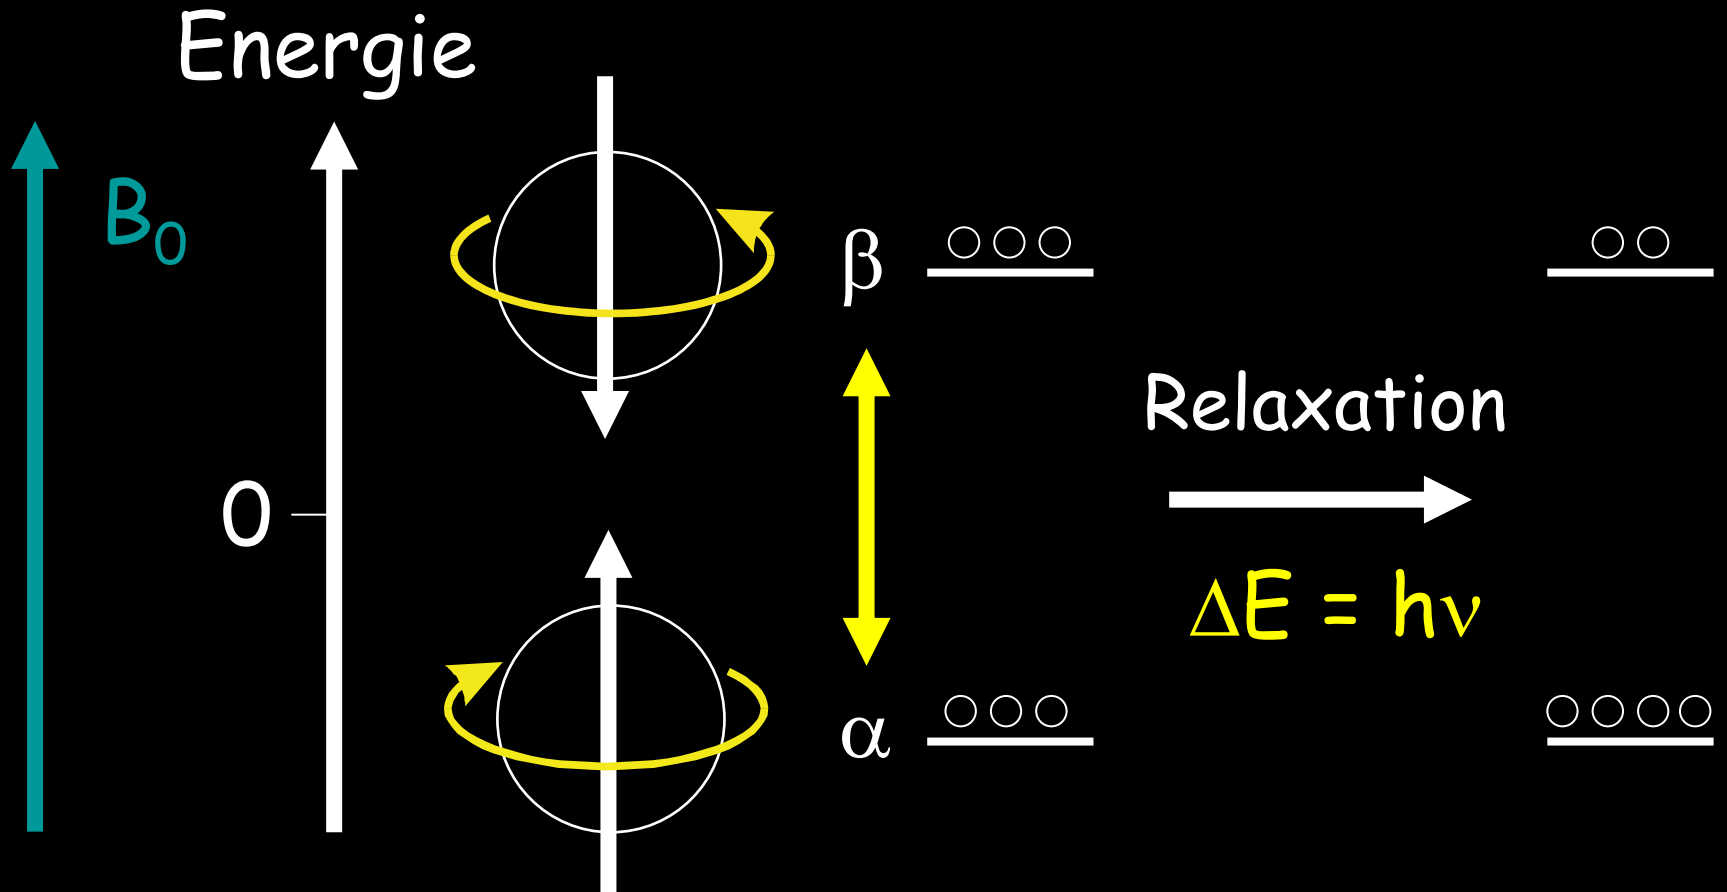 Energie
B₀
β
Relaxation
0
ΔE = hν
α